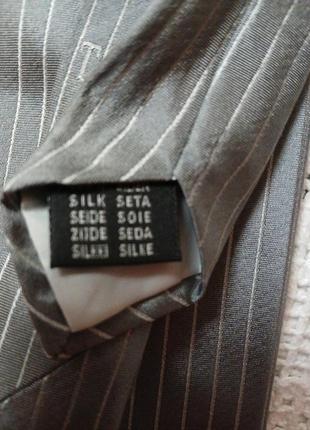 SILK SETA
SEIDE SOIE
ZIJDE SEDA
SILKKI SILKE